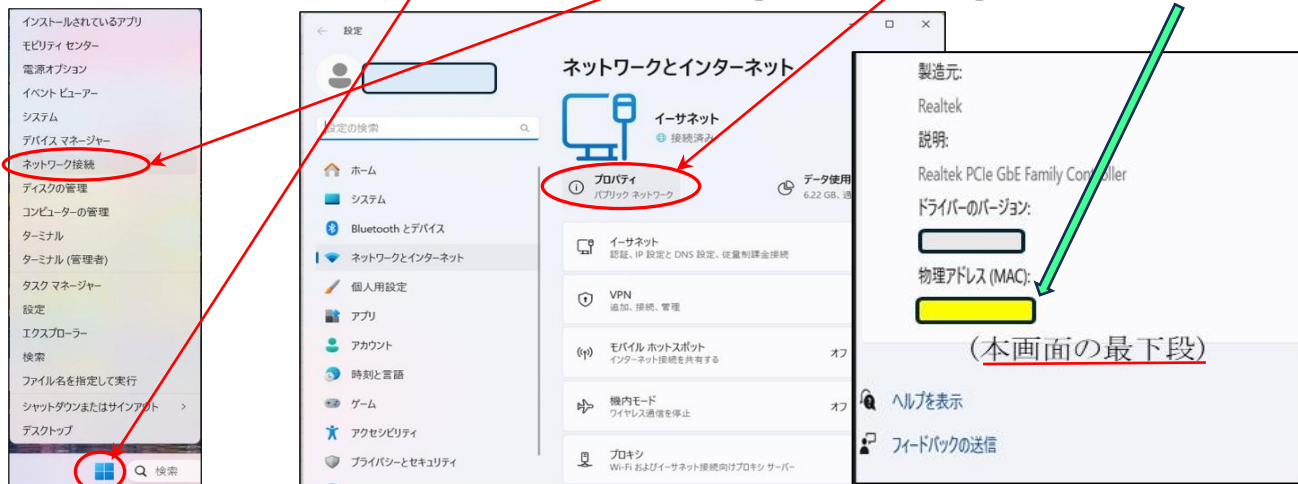 インストールされているアプリ
モビリティ センター
電源オプション
イベント ビューアー
システム
デバイス マネージャー
ネットワーク接続
ディスクの管理
コンピューターの管理
ターミナル
ターミナル (管理者)
タスク マネージャー
設定
エクスプローラー
検索
ファイル名を指定して実行
シャットダウンまたはサインアウト
デスクトップ
検索
設定
設定の検索
ホーム
システム
Bluetooth とデバイス
ネットワークとインターネット
個人用設定
アプリ
アカウント
時刻と言語
ゲーム
アクセシビリティ
プライバシーとセキュリティ
ネットワークとインターネット
イーサネット
接続済み
プロパティ
パブリック ネットワーク
データ使用
6.22 GB、過
イーサネット
認証、IP 設定と DNS 設定、従量制課金接続
VPN
追加、接続、管理
モバイル ホットスポット
インターネット接続を共有する
オフ
機内モード
ワイヤレス通信を停止
オフ
プロキシ
Wi-Fi およびイーサネット接続向けプロキシ サーバー
製造元:
Realtek
説明:
Realtek PCIe GbE Family Controller
ドライバーのバージョン:
物理アドレス (MAC):
(本画面の最下段)
ヘルプを表示
フィードバックの送信